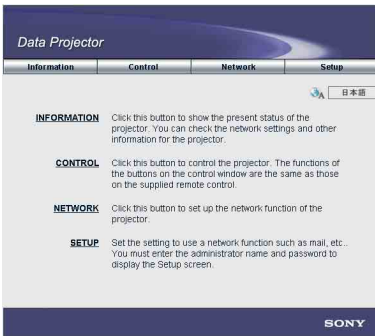 Data Projector
Information Control Network Setup
A 日本語
INFORMATION Click this button to show the present status of the
projector. You can check the network settings and other
information for the projector.
CONTROL Click this button to control the projector. The functions of
the buttons on the control window are the same as those
on the supplied remote control.
NETWORK Click this button to set up the network function of the
projector.
SETUP Set the setting to use a network function such as mail, etc..
You must enter the administrator name and password to
display the Setup screen.
SONY